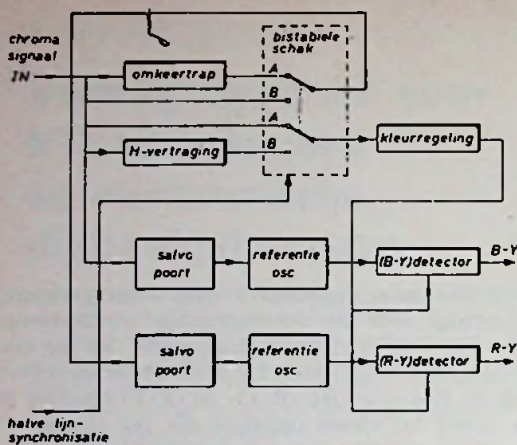 chroma
signaal
IN
omkeertrap
bistabiele
schak
A
B
A
B
H-vertraging
kleurregeling
salvo
poort
referentie
osc
(B-Y)detector
B-Y
salvo
poort
referentie
osc
(R-Y)detector
R-Y
halve lijn-
synchronisatie